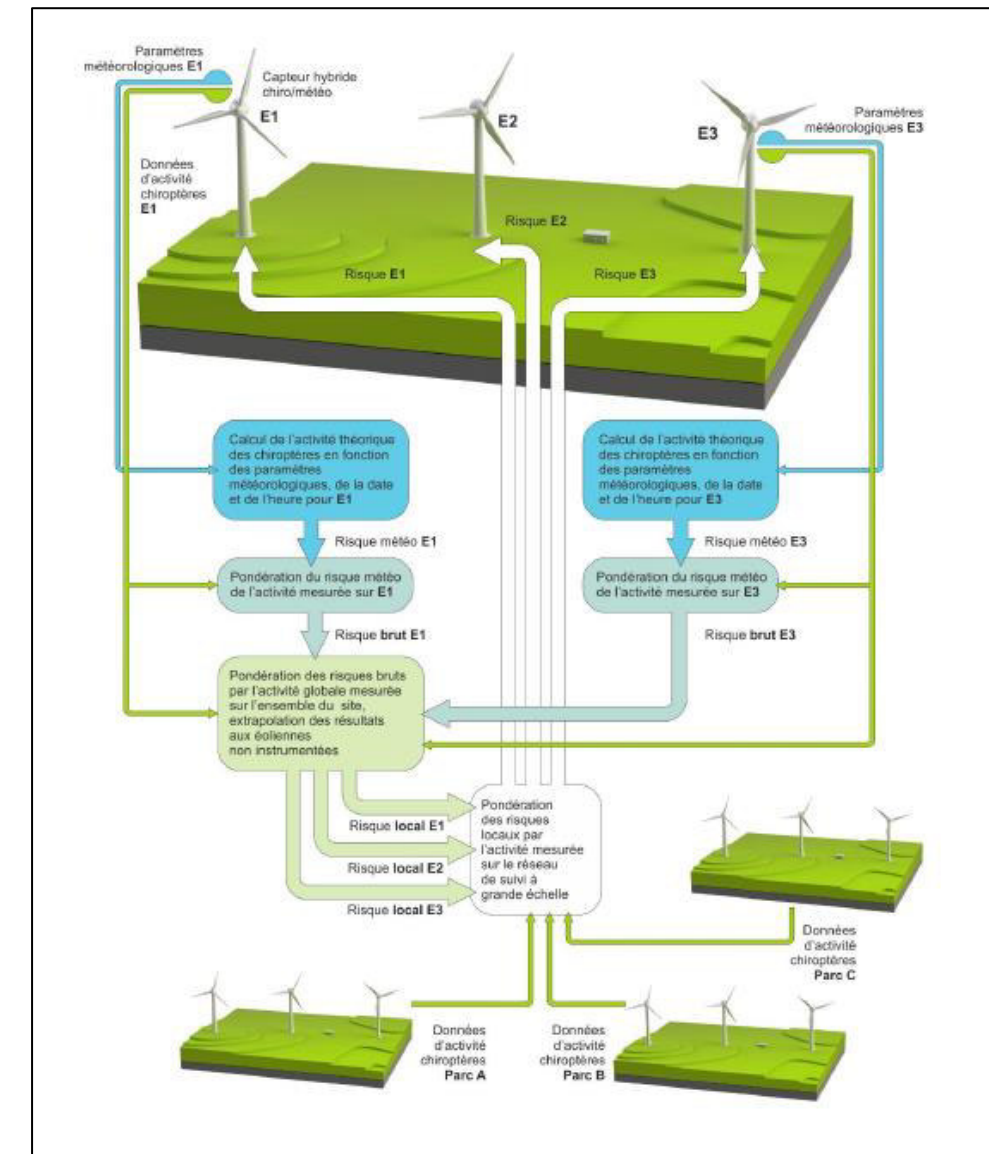 Paramètres
météorologiques E1
Capteur hybride
chiro/météo
E1
E2
E3
Paramètres
météorologiques E3
Données
d'activité
chiroptères
E1
Risque E2
Risque E1
Risque E3
Calcul de l'activité théorique
des chiroptères en fonction
des paramètres
météorologiques, de la date
et de l'heure pour E1
Calcul de l'activité théorique
des chiroptères en fonction
des paramètres
météorologiques, de la date
et de l'heure pour E3
Risque météo E1
Risque météo E3
Pondération du risque météo
de l'activité mesurée sur E1
Pondération du risque météo
de l'activité mesurée sur E3
Risque brut E1
Risque brut E3
Pondération des risques bruts
par l'activité globale mesurée
sur l'ensemble du site,
extrapolation des résultats
aux éoliennes
non instrumentées
Risque local E1
Risque local E2
Risque local E3
Pondération
des risques
locaux par
l'activité mesurée
sur le réseau
de suivi à
grande échelle
Données
d'activité
chiroptères
Parc C
Données
d'activité
chiroptères
Parc A
Données
d'activité
chiroptères
Parc B